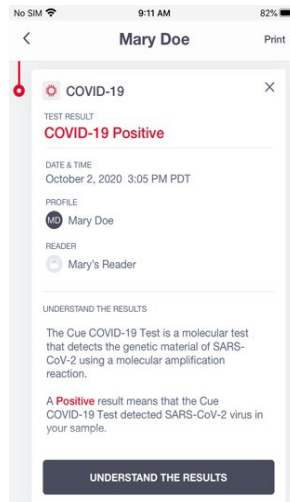 No SIM 9:11 AM 82%
Mary Doe Print
COVID-19
TEST RESULT
COVID-19 Positive
DATE & TIME
October 2, 2020 3:05 PM PDT
PROFILE
MD Mary Doe
READER
Mary's Reader
UNDERSTAND THE RESULTS
The Cue COVID-19 Test is a molecular test
that detects the genetic material of SARS-
CoV-2 using a molecular amplification
reaction.
A Positive result means that the Cue
COVID-19 Test detected SARS-CoV-2 virus in
your sample.
UNDERSTAND THE RESULTS